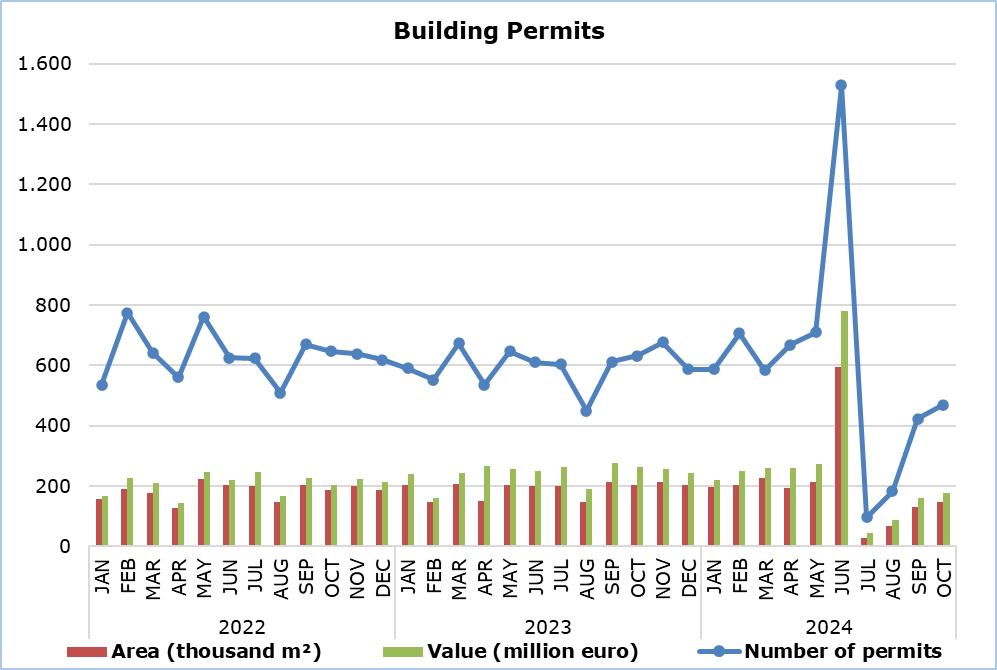 Building Permits
1.600
1.400
1.200
1.000
800
600
400
200
0
JAN FEB MAR APR MAY JUN JUL AUG SEP OCT NOV DEC JAN FEB MAR APR MAY JUN JUL AUG SEP OCT NOV DEC JAN FEB MAR APR MAY JUN JUL AUG SEP OCT
2022 2023 2024
Area (thousand m²) Value (million euro) Number of permits